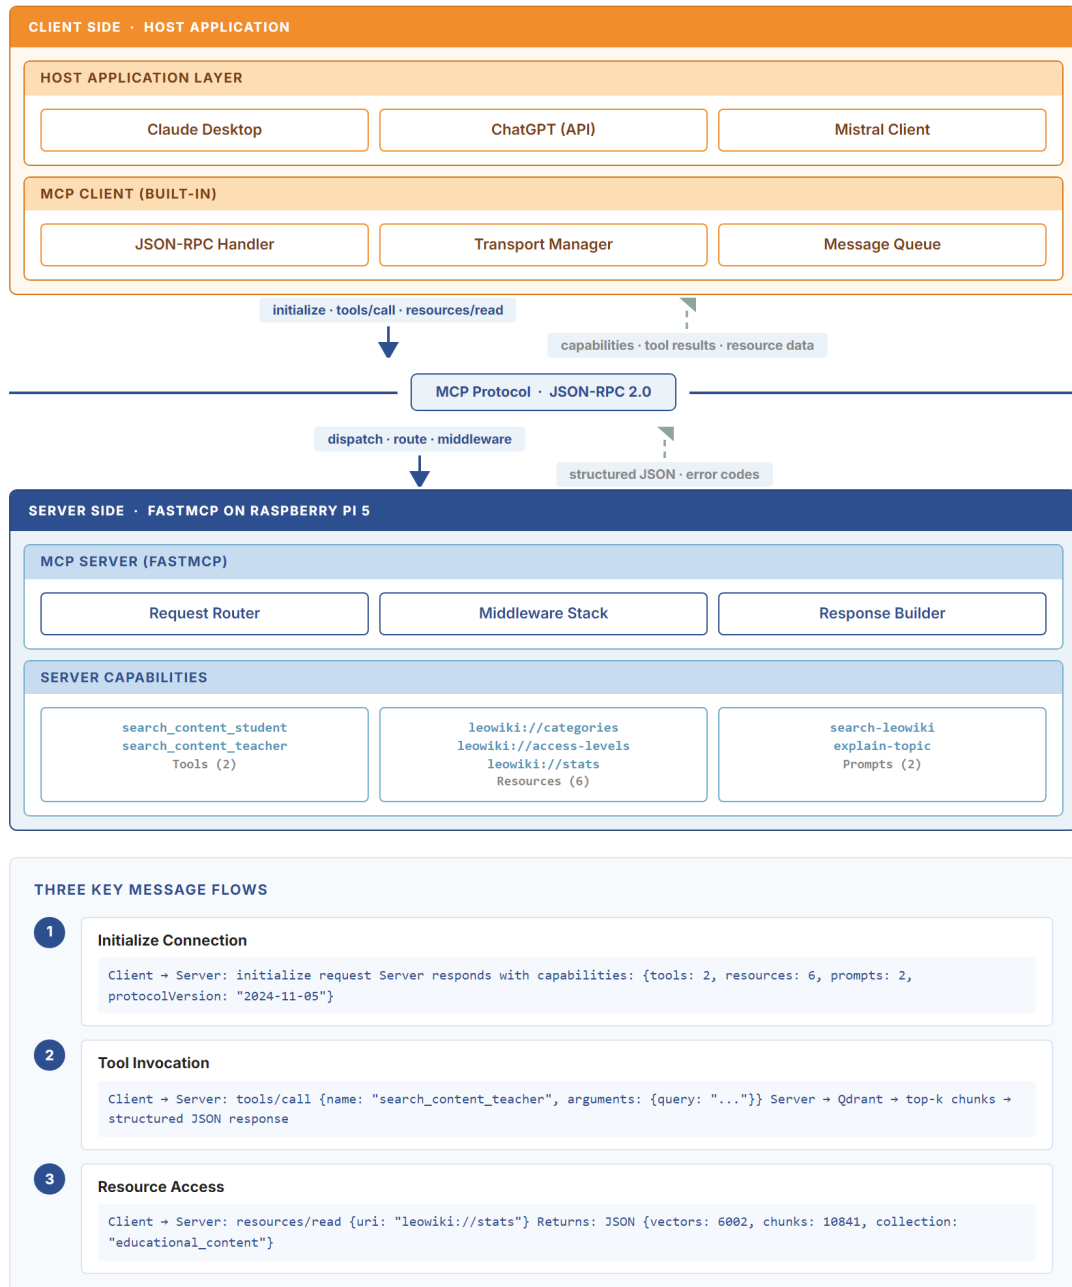 CLIENT SIDE · HOST APPLICATION
HOST APPLICATION LAYER
Claude Desktop
ChatGPT (API)
Mistral Client
MCP CLIENT (BUILT-IN)
JSON-RPC Handler
Transport Manager
Message Queue
initialize · tools/call · resources/read
capabilities · tool results · resource data
MCP Protocol · JSON-RPC 2.0
dispatch · route · middleware
structured JSON · error codes
SERVER SIDE · FASTMCP ON RASPBERRY PI 5
MCP SERVER (FASTMCP)
Request Router
Middleware Stack
Response Builder
SERVER CAPABILITIES
search_content_student
search_content_teacher
Tools (2)
leowiki://categories
leowiki://access-levels
leowiki://stats
Resources (6)
search-leowiki
explain-topic
Prompts (2)
THREE KEY MESSAGE FLOWS
1
Initialize Connection
Client → Server: initialize request Server responds with capabilities: {tools: 2, resources: 6, prompts: 2,
protocolVersion: "2024-11-05"}
2
Tool Invocation
Client → Server: tools/call {name: "search_content_teacher", arguments: {query: "..."}} Server → Qdrant → top-k chunks →
structured JSON response
3
Resource Access
Client → Server: resources/read {uri: "leowiki://stats"} Returns: JSON {vectors: 6002, chunks: 10841, collection:
"educational_content"}